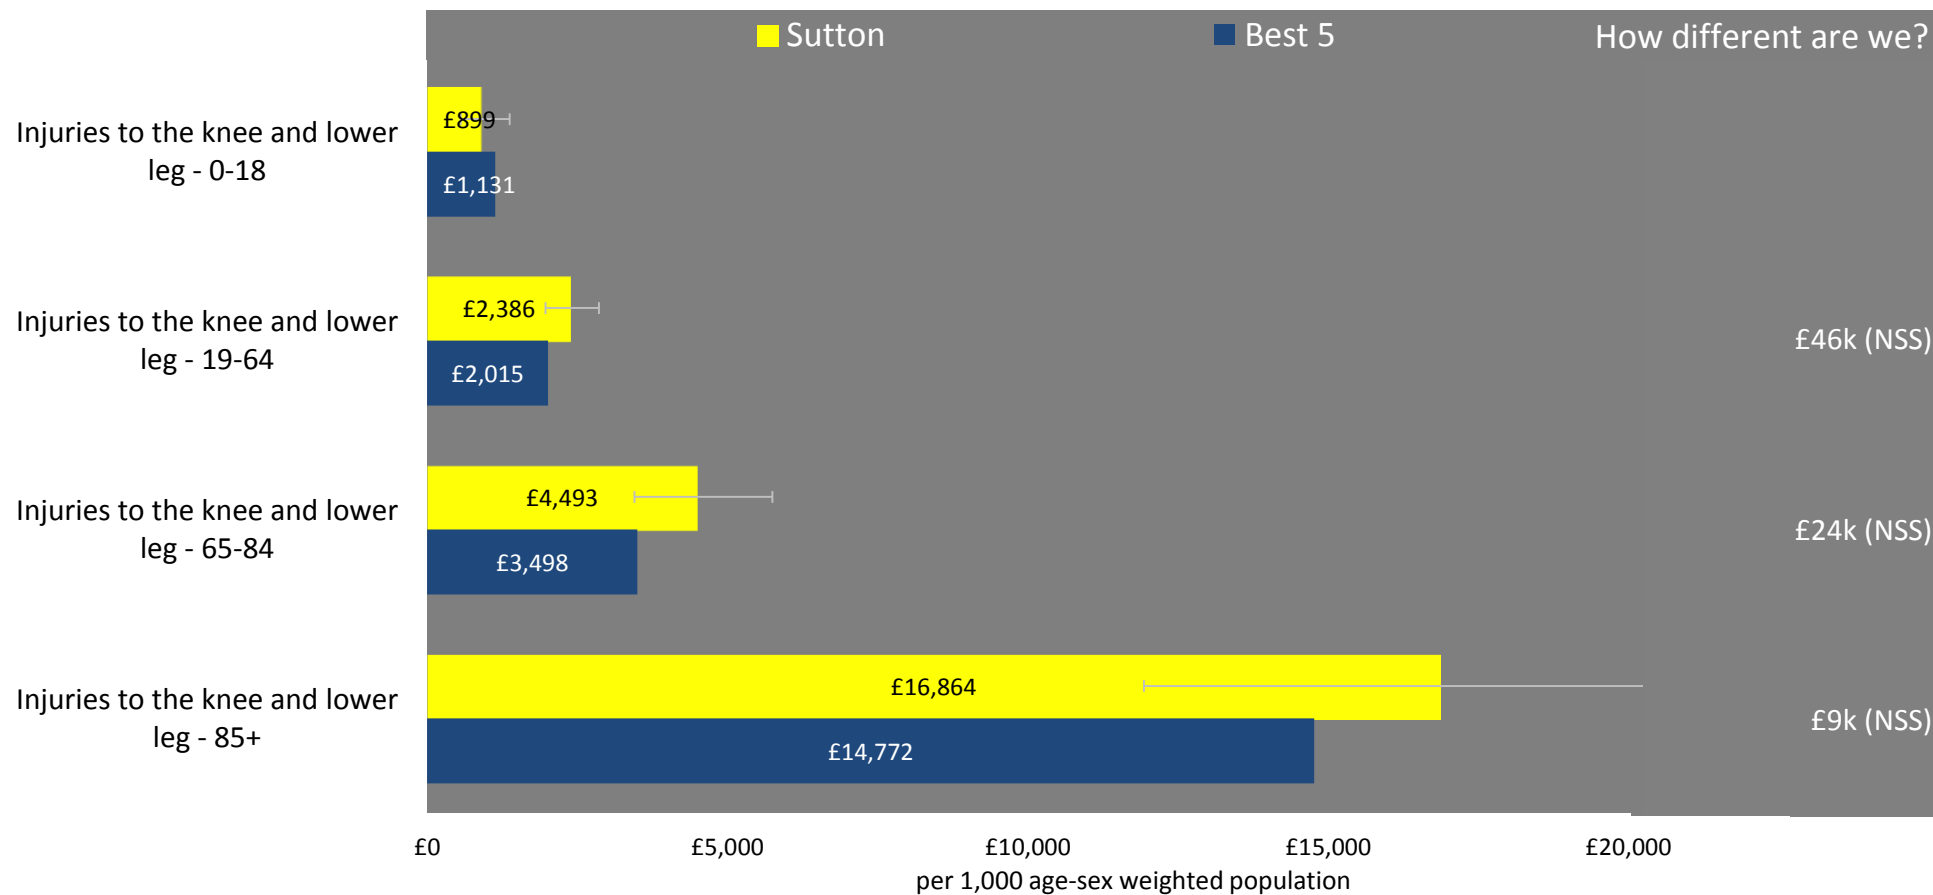 Sutton
Best 5
How different are we?
Injuries to the knee and lower
leg - 0-18
£899
£1,131
Injuries to the knee and lower
leg - 19-64
£2,386
£2,015
£46k (NSS)
Injuries to the knee and lower
leg - 65-84
£4,493
£3,498
£24k (NSS)
Injuries to the knee and lower
leg - 85+
£16,864
£14,772
£9k (NSS)
£0
£5,000
£10,000
£15,000
£20,000
per 1,000 age-sex weighted population